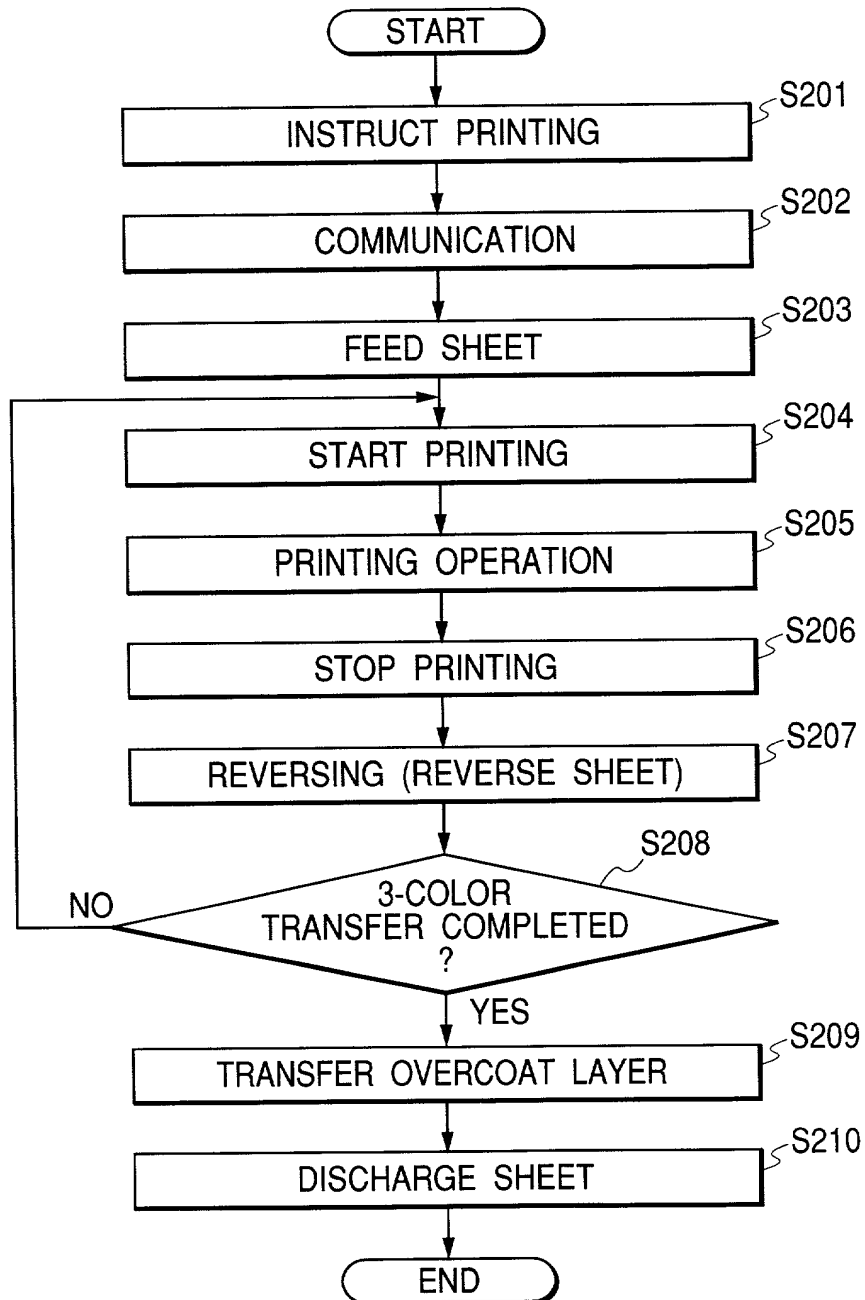 START
S201
INSTRUCT PRINTING
S202
COMMUNICATION
S203
FEED SHEET
S204
START PRINTING
S205
PRINTING OPERATION
S206
STOP PRINTING
S207
REVERSING (REVERSE SHEET)
S208
3-COLOR
TRANSFER COMPLETED
?
NO
YES
S209
TRANSFER OVERCOAT LAYER
S210
DISCHARGE SHEET
END